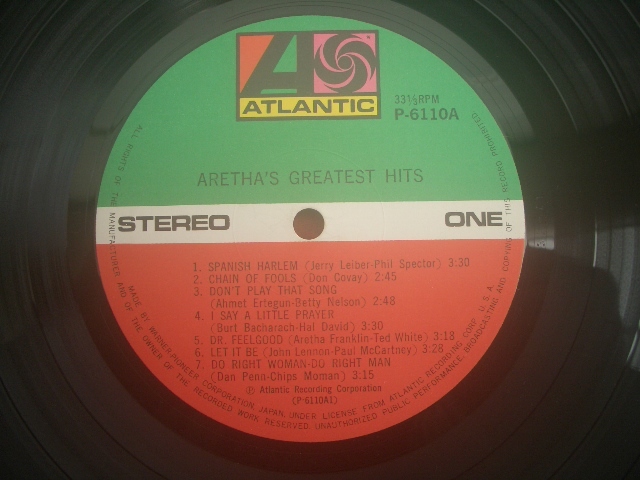 ATLANTIC
33⅓RPM
P-6110A
ARETHA'S GREATEST HITS
STEREO
ONE
1. SPANISH HARLEM (Jerry Leiber-Phil Spector) 3:30
2. CHAIN OF FOOLS (Don Covay) 2:45
3. DON'T PLAY THAT SONG
(Ahmet Ertegun-Betty Nelson) 2:48
4. I SAY A LITTLE PRAYER
(Burt Bacharach-Hal David) 3:30
5. DR. FEELGOOD (Aretha Franklin-Ted White) 3:18
6. LET IT BE (John Lennon-Paul McCartney) 3:28
7. DO RIGHT WOMAN-DO RIGHT MAN
(Dan Penn-Chips Moman) 3:15
Ⓟ Atlantic Recording Corporation
(P-6110A1)
MADE BY WARNER-PIONEER CORPORATION, JAPAN, UNDER LICENSE FROM ATLANTIC RECORDING CORP. U.S.A.
ALL RIGHTS OF THE MANUFACTURER AND OF THE OWNER OF THE RECORDED WORK RESERVED. UNAUTHORIZED PUBLIC PERFORMANCE, BROADCASTING AND COPYING OF THIS RECORD PROHIBITED.